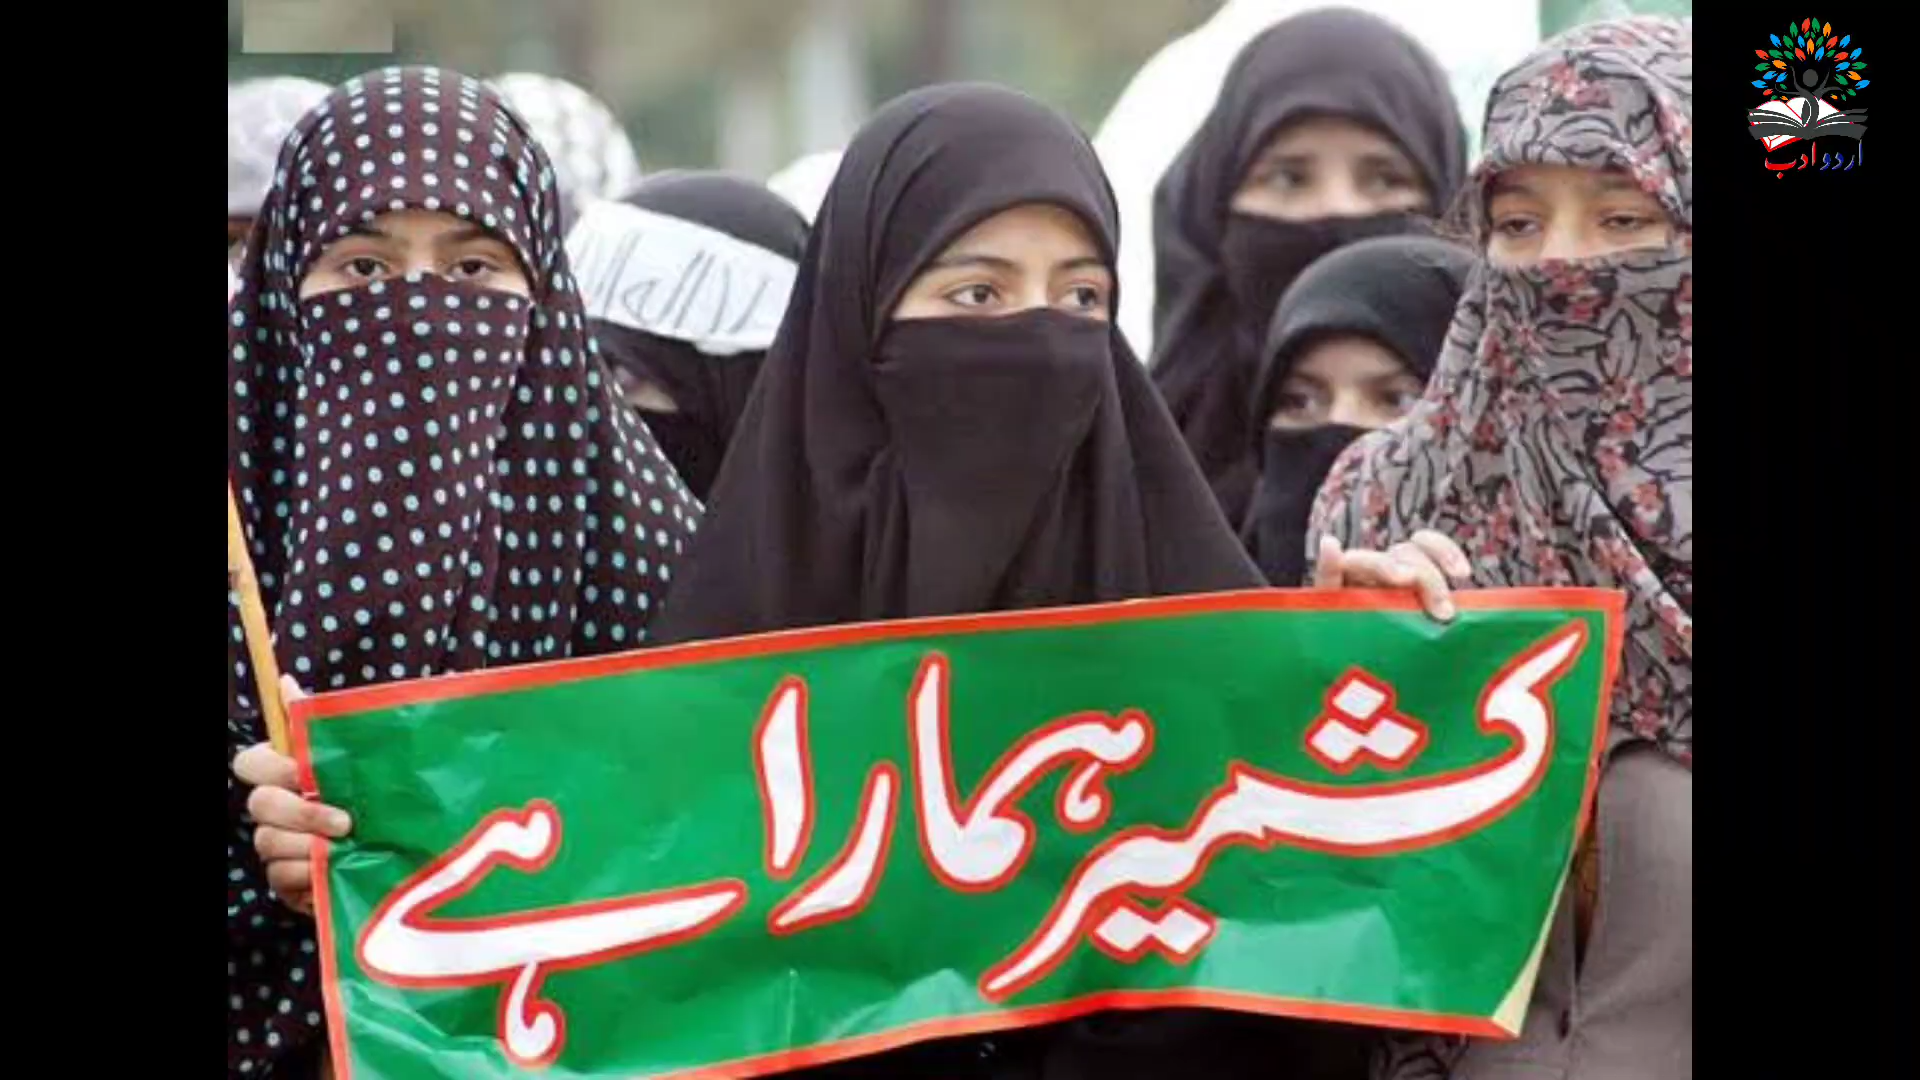 کشمیر ہمارا ہے
اردو ادب